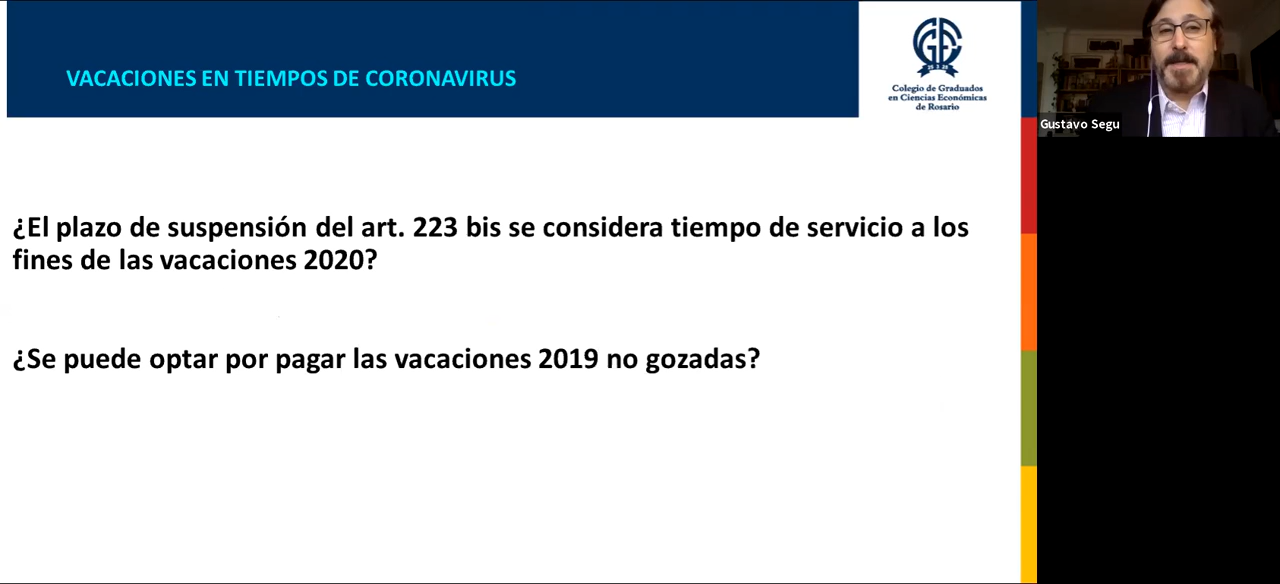 VACACIONES EN TIEMPOS DE CORONAVIRUS
CGCE
Colegio de Graduados
en Ciencias Económicas
de Rosario
Gustavo Segu
¿El plazo de suspensión del art. 223 bis se considera tiempo de servicio a los
fines de las vacaciones 2020?
¿Se puede optar por pagar las vacaciones 2019 no gozadas?